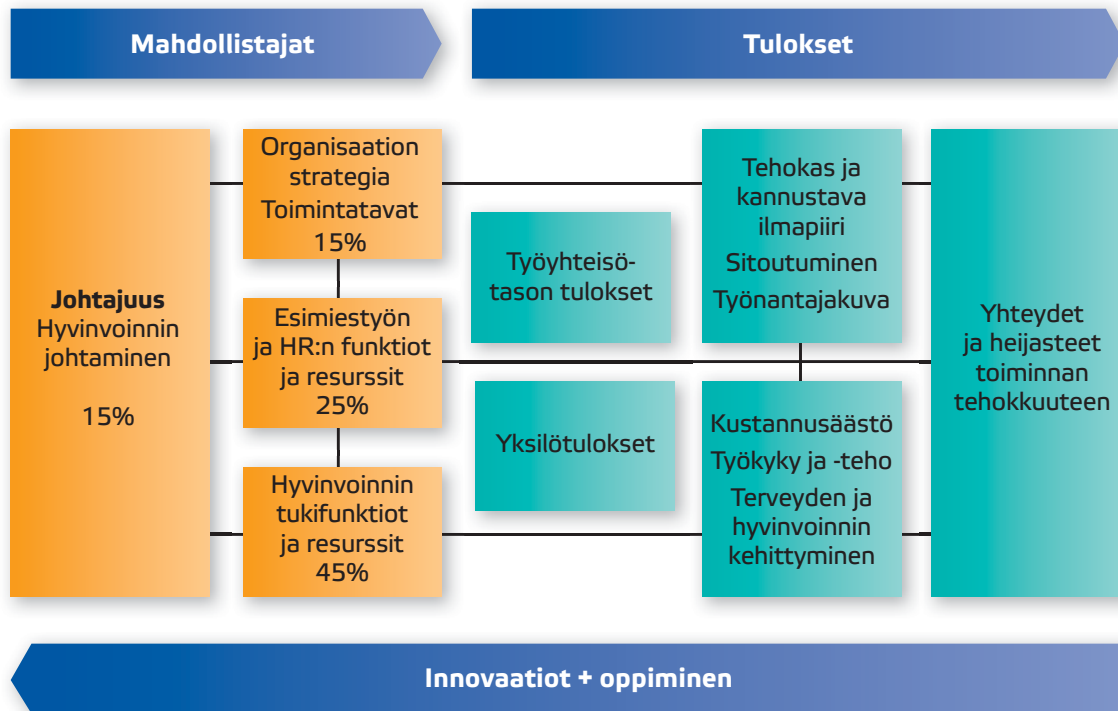 Mahdollistajat
Tulokset
Johtajuus
Hyvinvoinnin
johtaminen
15%
Organisaation
strategia
Toimintatavat
15%
Esimiestyön
ja HR:n funktiot
ja resurssit
25%
Hyvinvoinnin
tukifunktiot
ja resurssit
45%
Työyhteisö-
tason tulokset
Yksilötulokset
Tehokas ja
kannustava
ilmapiiri
Sitoutuminen
Työnantajakuva
Kustannusäästö
Työkyky ja -teho
Terveyden ja
hyvinvoinnin
kehittyminen
Yhteydet
ja heijasteet
toiminnan
tehokkuuteen
Innovaatiot + oppiminen